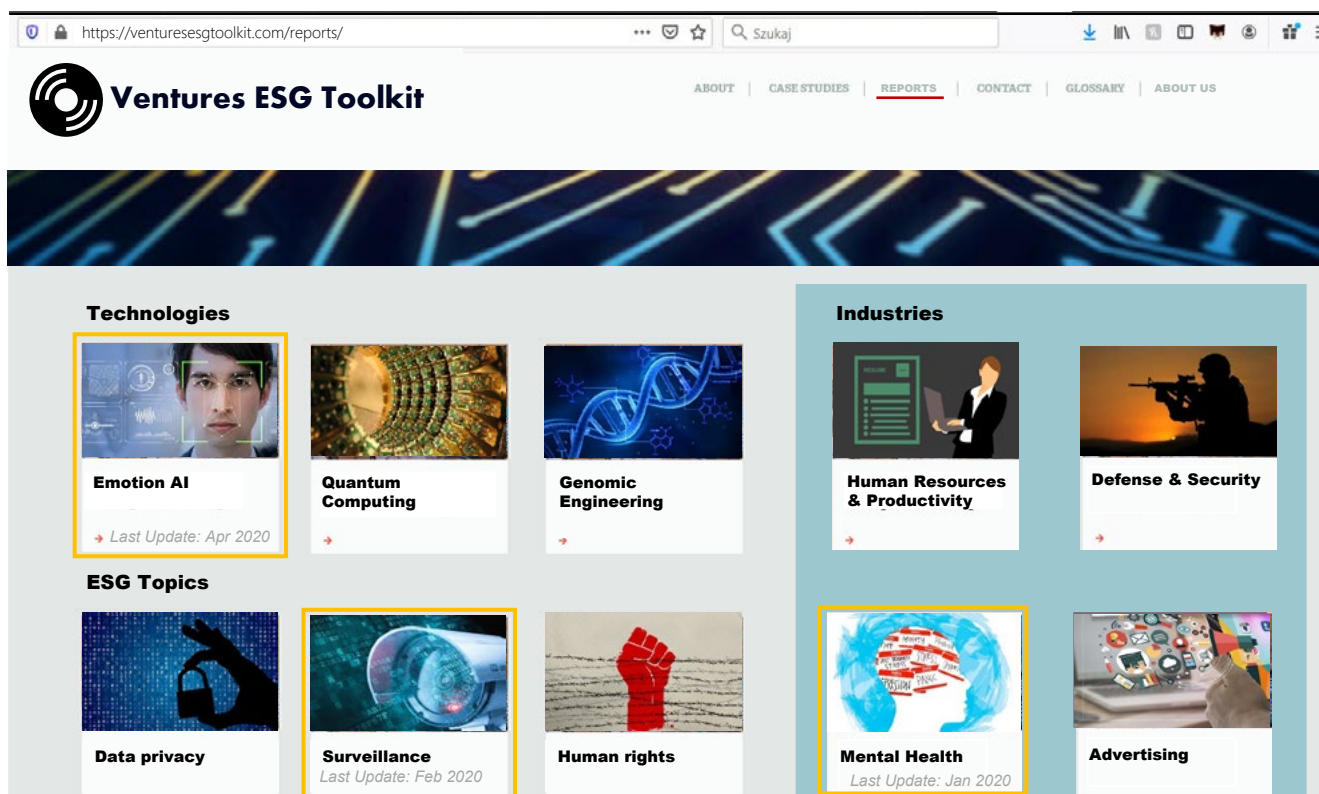 https://venturesesgtoolkit.com/reports/
Szukaj
Ventures ESG Toolkit
ABOUT | CASE STUDIES | REPORTS | CONTACT | GLOSSARY | ABOUT US
Technologies
Industries
RESUME
Emotion AI
Last Update: Apr 2020
Quantum
Computing
Genomic
Engineering
Human Resources
& Productivity
Defense & Security
ESG Topics
PANIC
Data privacy
Surveillance
Last Update: Feb 2020
Human rights
Mental Health
Last Update: Jan 2020
Advertising